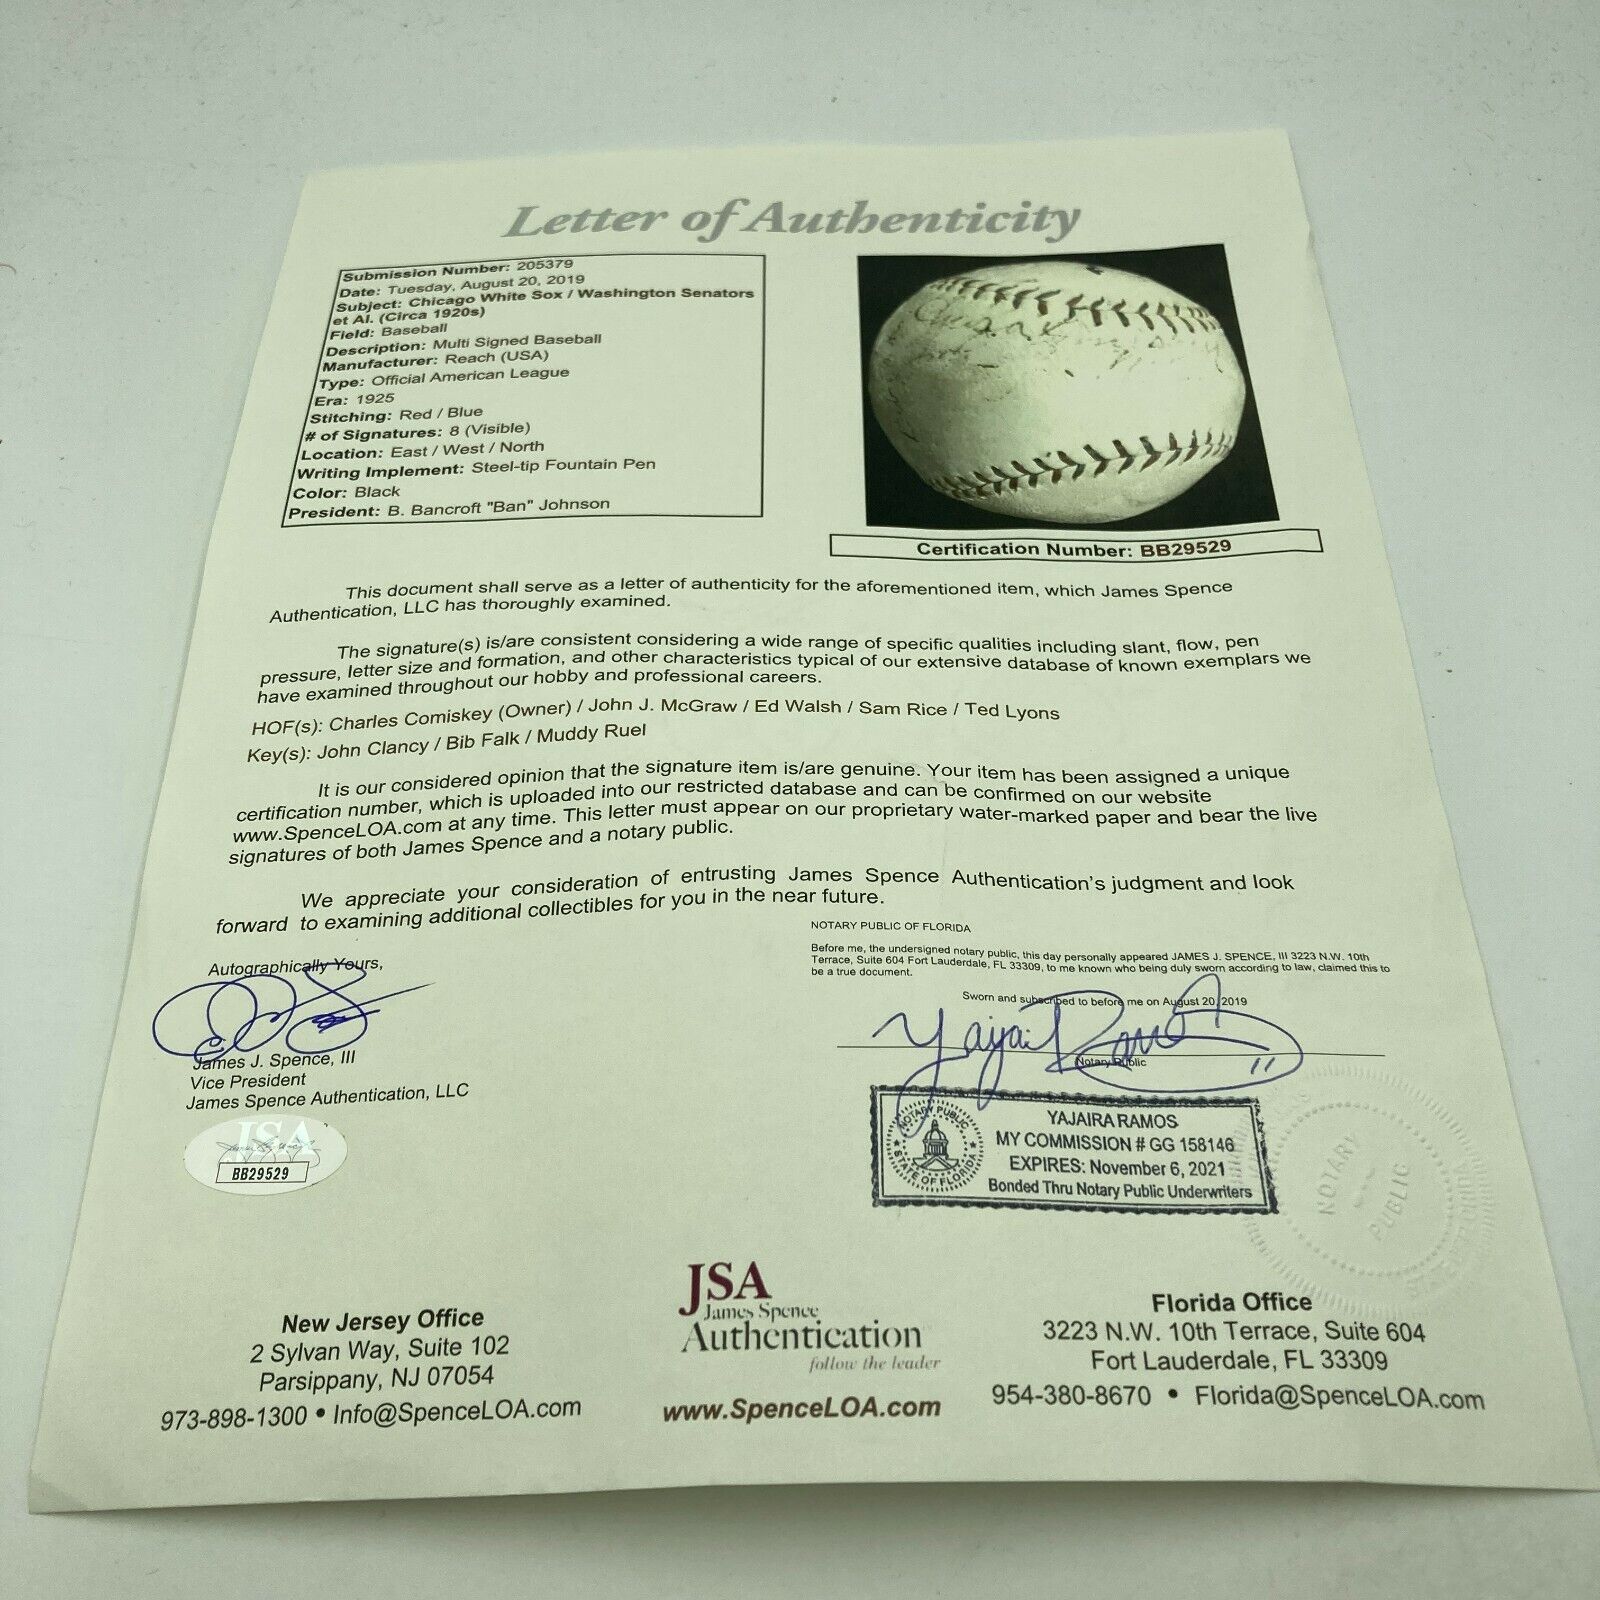 Letter of Authenticity
Submission Number: 205379
Date: Tuesday, August 20, 2019
Subject: Chicago White Sox / Washington Senators
et Al. (Circa 1920s)
Field: Baseball
Description: Multi Signed Baseball
Manufacturer: Reach (USA)
Type: Official American League
Era: 1925
Stitching: Red / Blue
# of Signatures: 8 (Visible)
Location: East / West / North
Writing Implement: Steel-tip Fountain Pen
Color: Black
President: B. Bancroft "Ban" Johnson
Certification Number: BB29529
This document shall serve as a letter of authenticity for the aforementioned item, which James Spence
Authentication, LLC has thoroughly examined.
The signature(s) is/are consistent considering a wide range of specific qualities including slant, flow, pen
pressure, letter size and formation, and other characteristics typical of our extensive database of known exemplars we
have examined throughout our hobby and professional careers.
HOF(s): Charles Comiskey (Owner) / John J. McGraw / Ed Walsh / Sam Rice / Ted Lyons
Key(s): John Clancy / Bib Falk / Muddy Ruel
It is our considered opinion that the signature item is/are genuine. Your item has been assigned a unique
certification number, which is uploaded into our restricted database and can be confirmed on our website
www.SpenceLOA.com at any time. This letter must appear on our proprietary water-marked paper and bear the live
signatures of both James Spence and a notary public.
We appreciate your consideration of entrusting James Spence Authentication's judgment and look
forward to examining additional collectibles for you in the near future.
NOTARY PUBLIC OF FLORIDA
Before me, the undersigned notary public, this day personally appeared JAMES J. SPENCE, III 3223 N.W. 10th
Terrace, Suite 604 Fort Lauderdale, FL 33309, to me known who being duly sworn according to law, claimed this to
be a true document.
Sworn and subscribed to before me on August 20, 2019
Yajaira Ramos
Notary Public
Autographically Yours,
James J. Spence, III
Vice President
James Spence Authentication, LLC
JSA
BB29529
NOTARY PUBLIC
STATE OF FLORIDA
YAJAIRA RAMOS
MY COMMISSION # GG 158146
EXPIRES: November 6, 2021
Bonded Thru Notary Public Underwriters
NOTARY
PUBLIC
New Jersey Office
2 Sylvan Way, Suite 102
Parsippany, NJ 07054
973-898-1300 • Info@SpenceLOA.com
JSA
James Spence
Authentication
follow the leader
www.SpenceLOA.com
Florida Office
3223 N.W. 10th Terrace, Suite 604
Fort Lauderdale, FL 33309
954-380-8670 • Florida@SpenceLOA.com